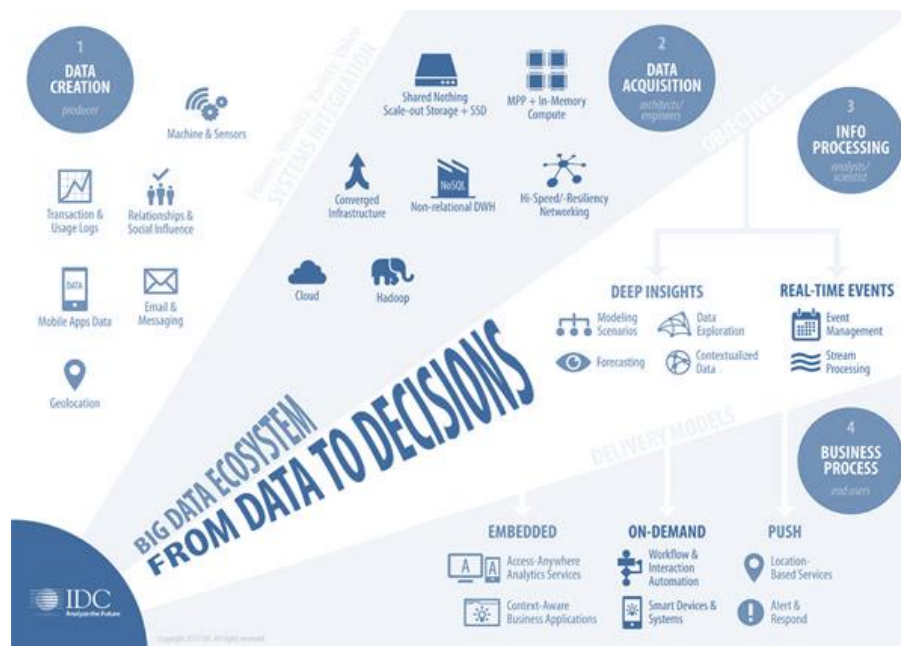 1
DATA
CREATION
producer
Machine & Sensors
Transaction &
Usage Logs
Relationships &
Social Influence
DATA
Mobile Apps Data
Email &
Messaging
Geolocation
SYSTEMS INTEGRATION
2
DATA
ACQUISITION
architects/
engineers
Shared Nothing
Scale-out Storage + SSD
MPP + In-Memory
Compute
Converged
Infrastructure
NoSQL
Non-relational DWH
Hi-Speed/-Resiliency
Networking
Cloud
Hadoop
OBJECTIVES
3
INFO
PROCESSING
analysts/
scientist
DEEP INSIGHTS
Modeling
Scenarios
Data
Exploration
Forecasting
Contextualized
Data
REAL-TIME EVENTS
Event
Management
Stream
Processing
BIG DATA ECOSYSTEM
FROM DATA TO DECISIONS
DELIVERY MODELS
4
BUSINESS
PROCESS
end users
EMBEDDED
A
A
Access-Anywhere
Analytics Services
Context-Aware
Business Applications
ON-DEMAND
Workflow &
Interaction
Automation
Smart Devices &
Systems
PUSH
Location-
Based Services
Alert &
Respond
IDC
Analyze the Future